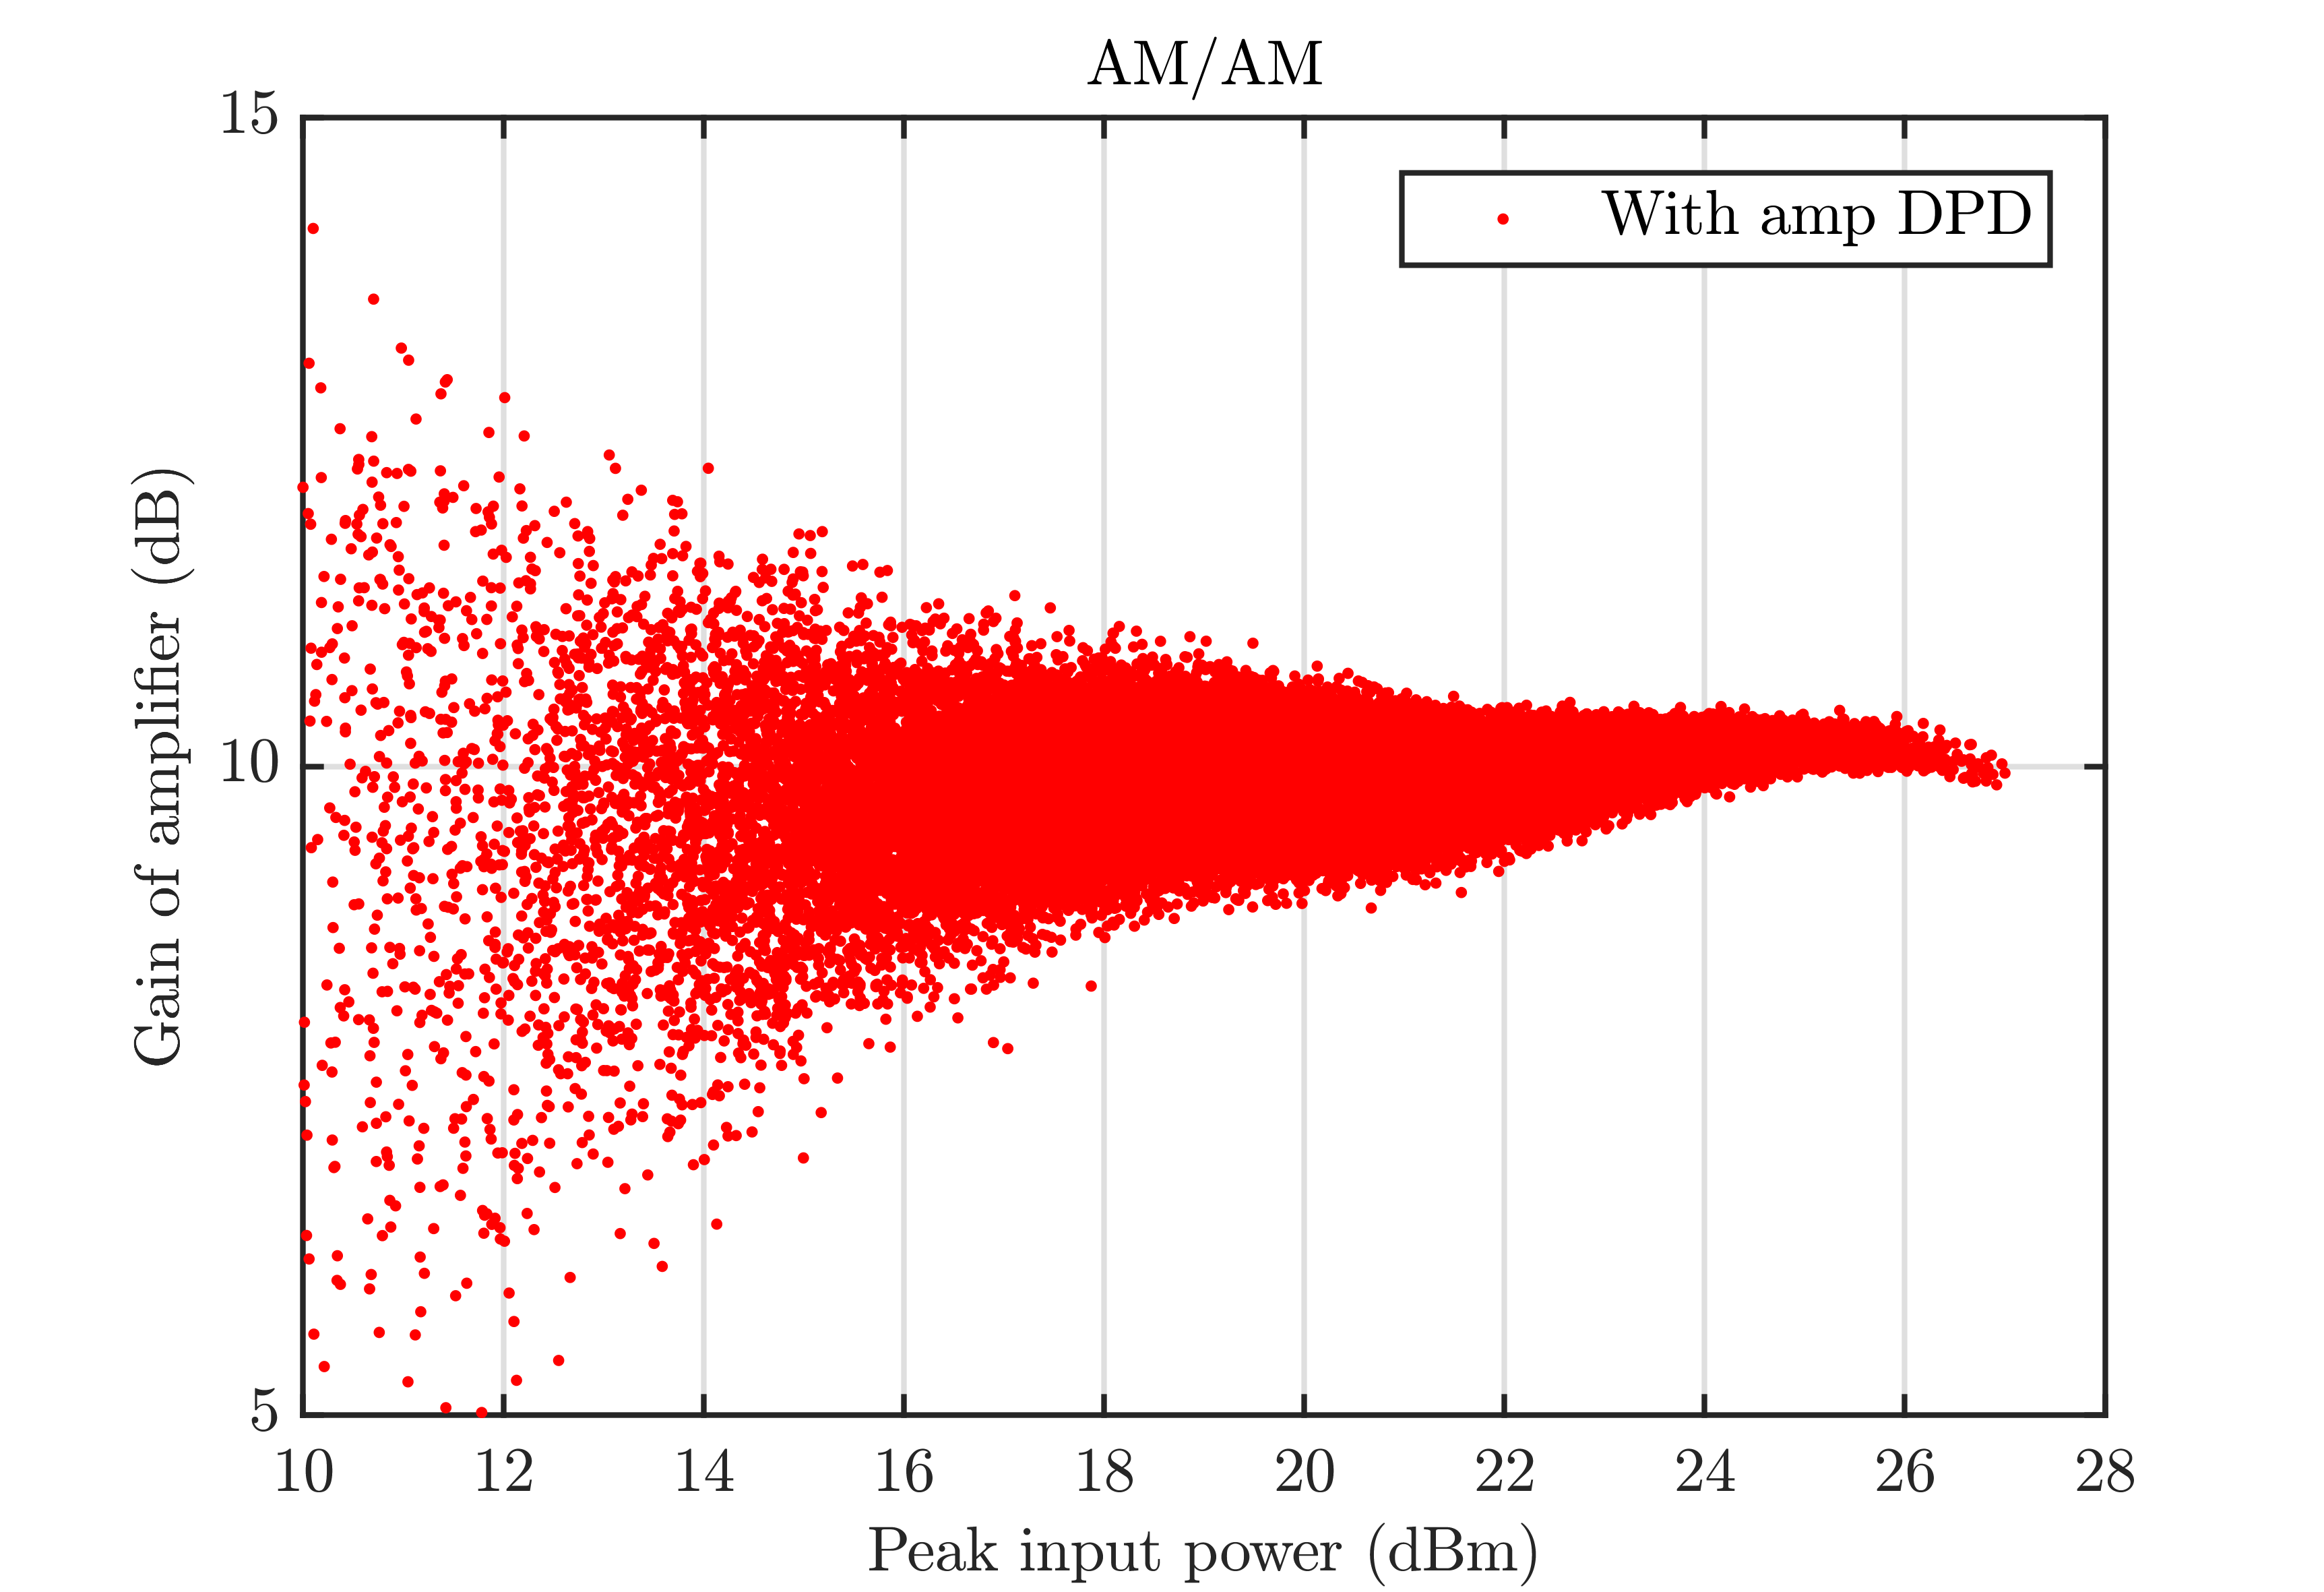 AM/AM
15
With amp DPD
Gain of amplifier (dB)
10
5
10 12 14 16 18 20 22 24 26 28
Peak input power (dBm)